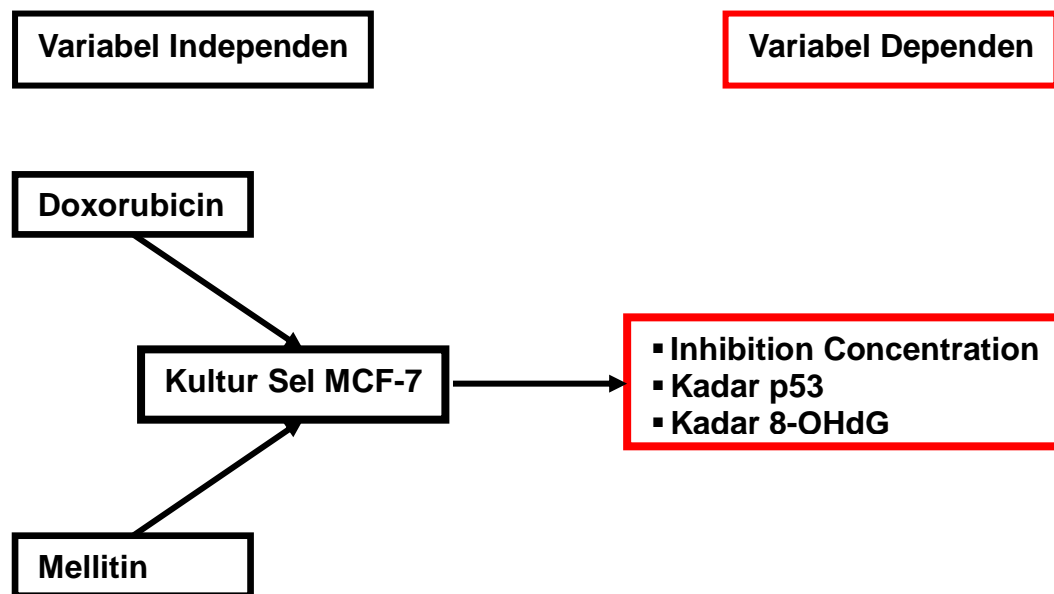 Variabel Independen
Variabel Dependen
Doxorubicin
Kultur Sel MCF-7
▪ Inhibition Concentration
▪ Kadar p53
▪ Kadar 8-OHdG
Mellitin